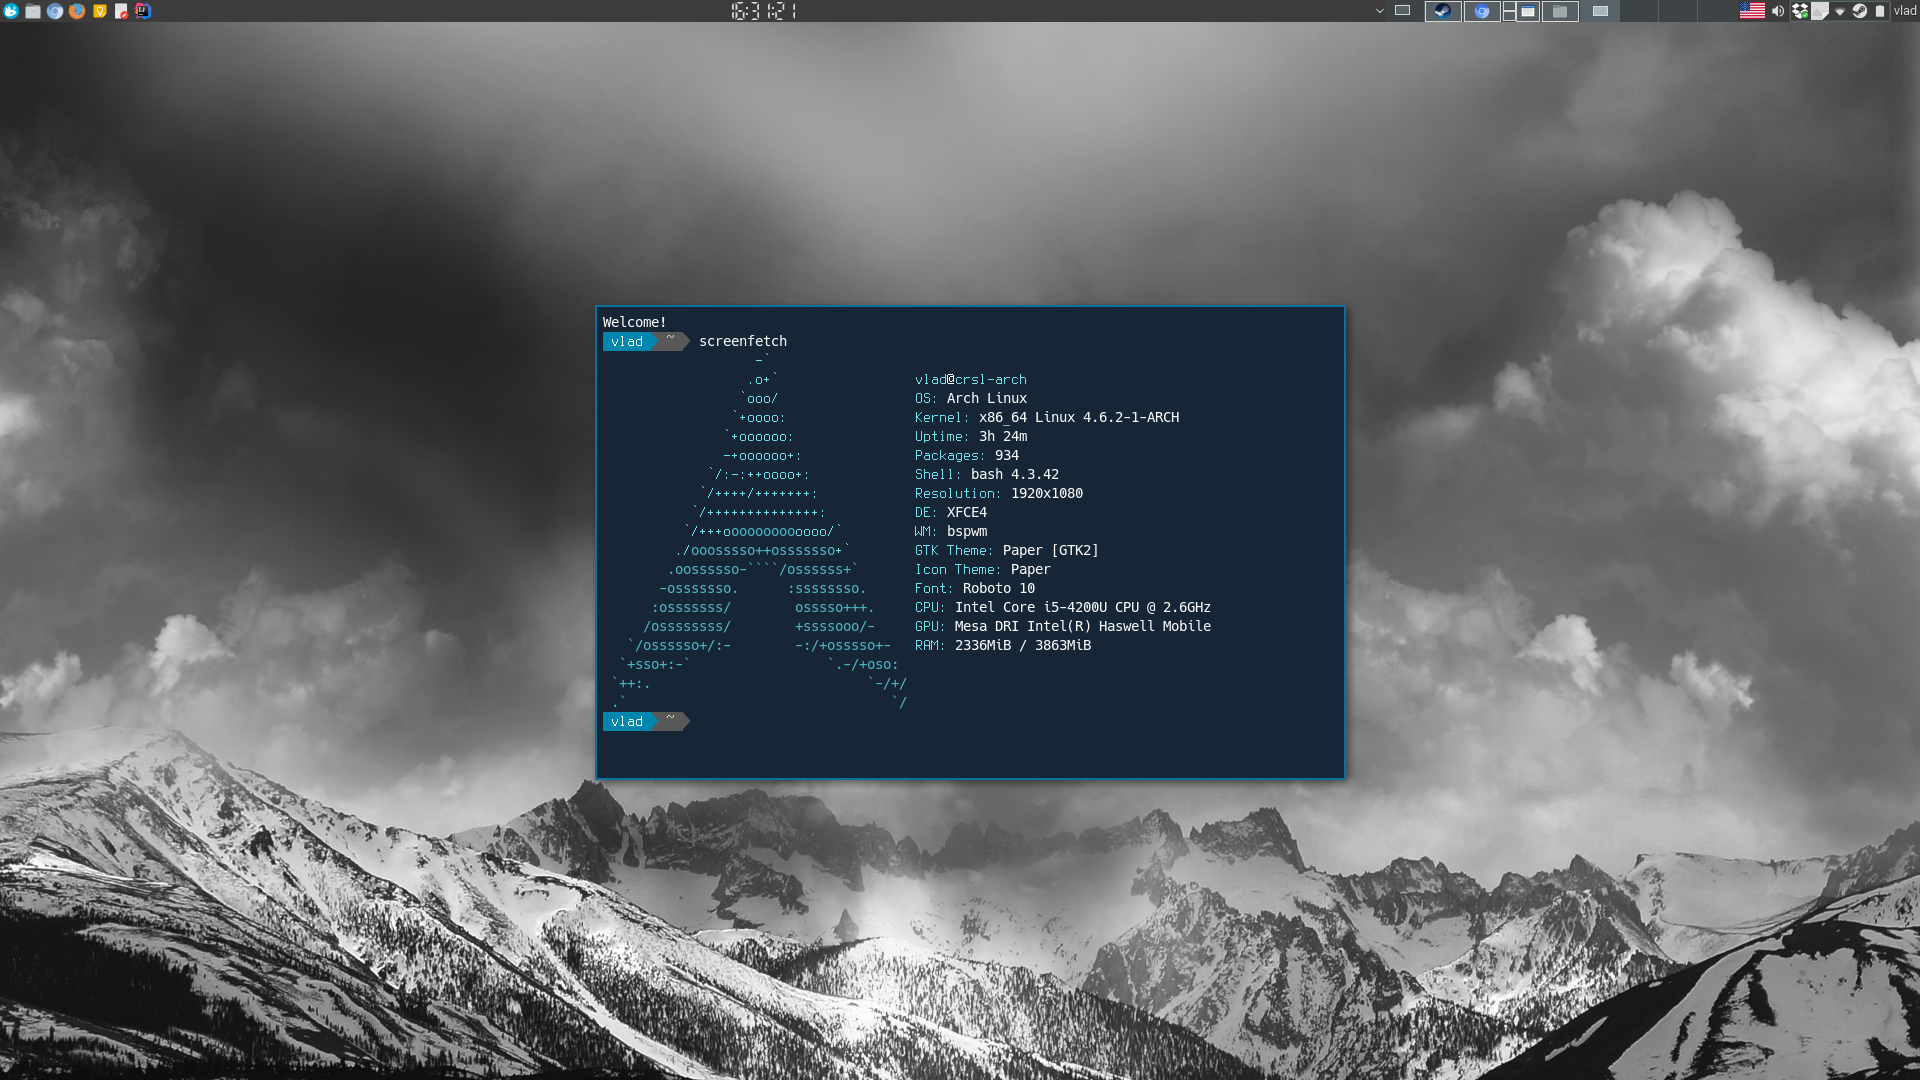 16:31:21
vlad
Welcome!
vlad ~ screenfetch
-`
.o+` vlad@crsl-arch
`ooo/ OS: Arch Linux
`+oooo: Kernel: x86_64 Linux 4.6.2-1-ARCH
`+oooooo: Uptime: 3h 24m
-+oooooo+: Packages: 934
`/:-:++oooo+: Shell: bash 4.3.42
`/++++/+++++++: Resolution: 1920x1080
`/++++++++++++++: DE: XFCE4
`/+++ooooooooooooo/` WM: bspwm
./ooosssso++osssssso+` GTK Theme: Paper [GTK2]
.oossssso-````/ossssss+` Icon Theme: Paper
-osssssso. :ssssssso. Font: Roboto 10
:osssssss/ osssso+++. CPU: Intel Core i5-4200U CPU @ 2.6GHz
/ossssssss/ +ssssooo/- GPU: Mesa DRI Intel(R) Haswell Mobile
`/ossssso+/:- -:/+osssso+- RAM: 2336MiB / 3863MiB
`+sso+:-` `.-/+oso:
`++:. `-/+/
.` `/
vlad ~